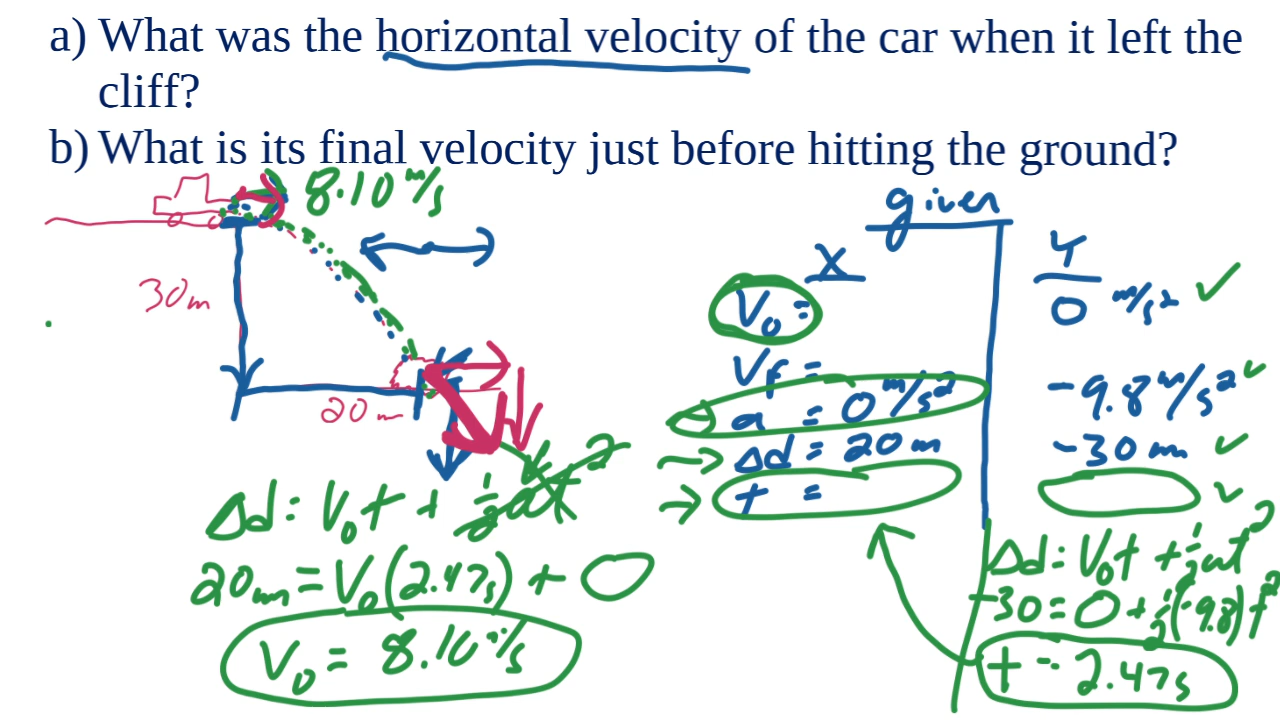 a) What was the horizontal velocity of the car when it left the
cliff?
b) What is its final velocity just before hitting the ground?
8.10 m/s
30m
20 m
given
X
Y
V₀ =
0 m/s²
Vf =
a = 0 m/s²
-9.8 m/s²
Δd = 20 m
-30 m
t =
Δd = V₀t + ½at²
20m = V₀(2.47s) + 0
V₀ = 8.10 m/s
Δd = V₀t + ½at²
-30 = 0 + ½(-9.8)t²
t = 2.47s